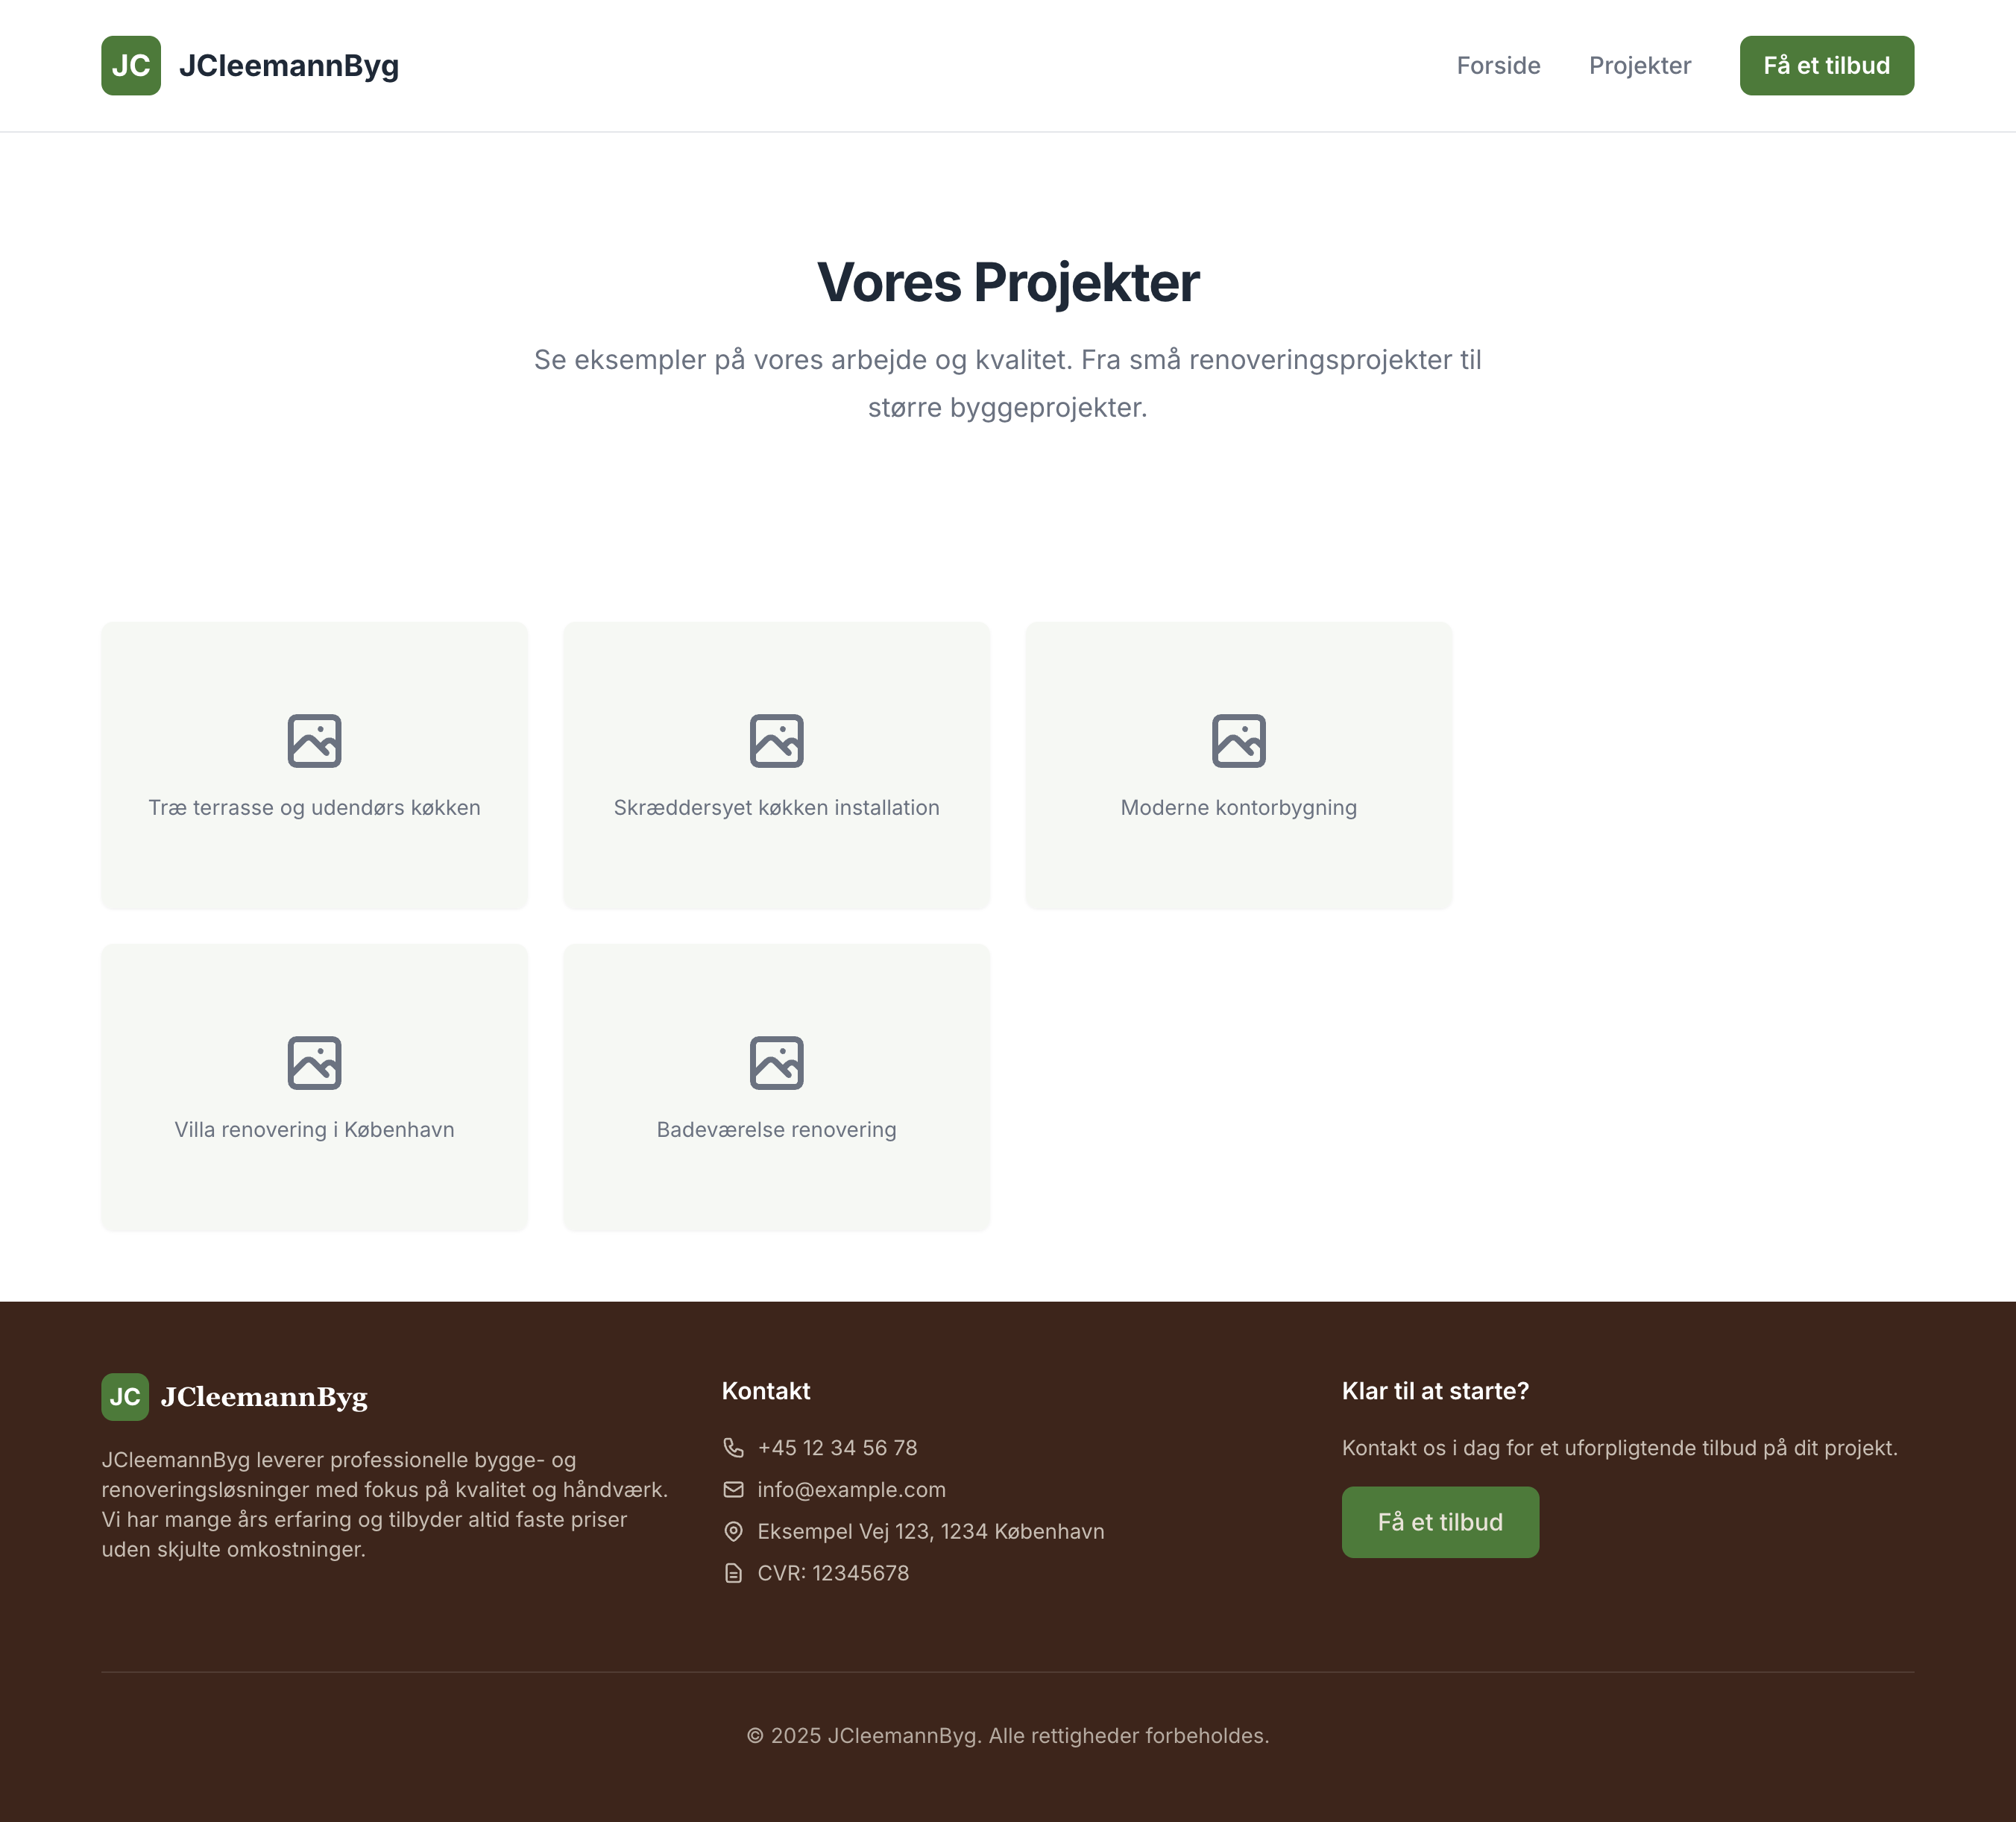 JC JCleemannByg Forside Projekter Få et tilbud
Vores Projekter
Se eksempler på vores arbejde og kvalitet. Fra små renoveringsprojekter til
større byggeprojekter.
Træ terrasse og udendørs køkken
Skræddersyet køkken installation
Moderne kontorbygning
Villa renovering i København
Badeværelse renovering
JC JCleemannByg
JCleemannByg leverer professionelle bygge- og
renoveringsløsninger med fokus på kvalitet og håndværk.
Vi har mange års erfaring og tilbyder altid faste priser
uden skjulte omkostninger.
Kontakt
+45 12 34 56 78
info@example.com
Eksempel Vej 123, 1234 København
CVR: 12345678
Klar til at starte?
Kontakt os i dag for et uforpligtende tilbud på dit projekt.
Få et tilbud
© 2025 JCleemannByg. Alle rettigheder forbeholdes.